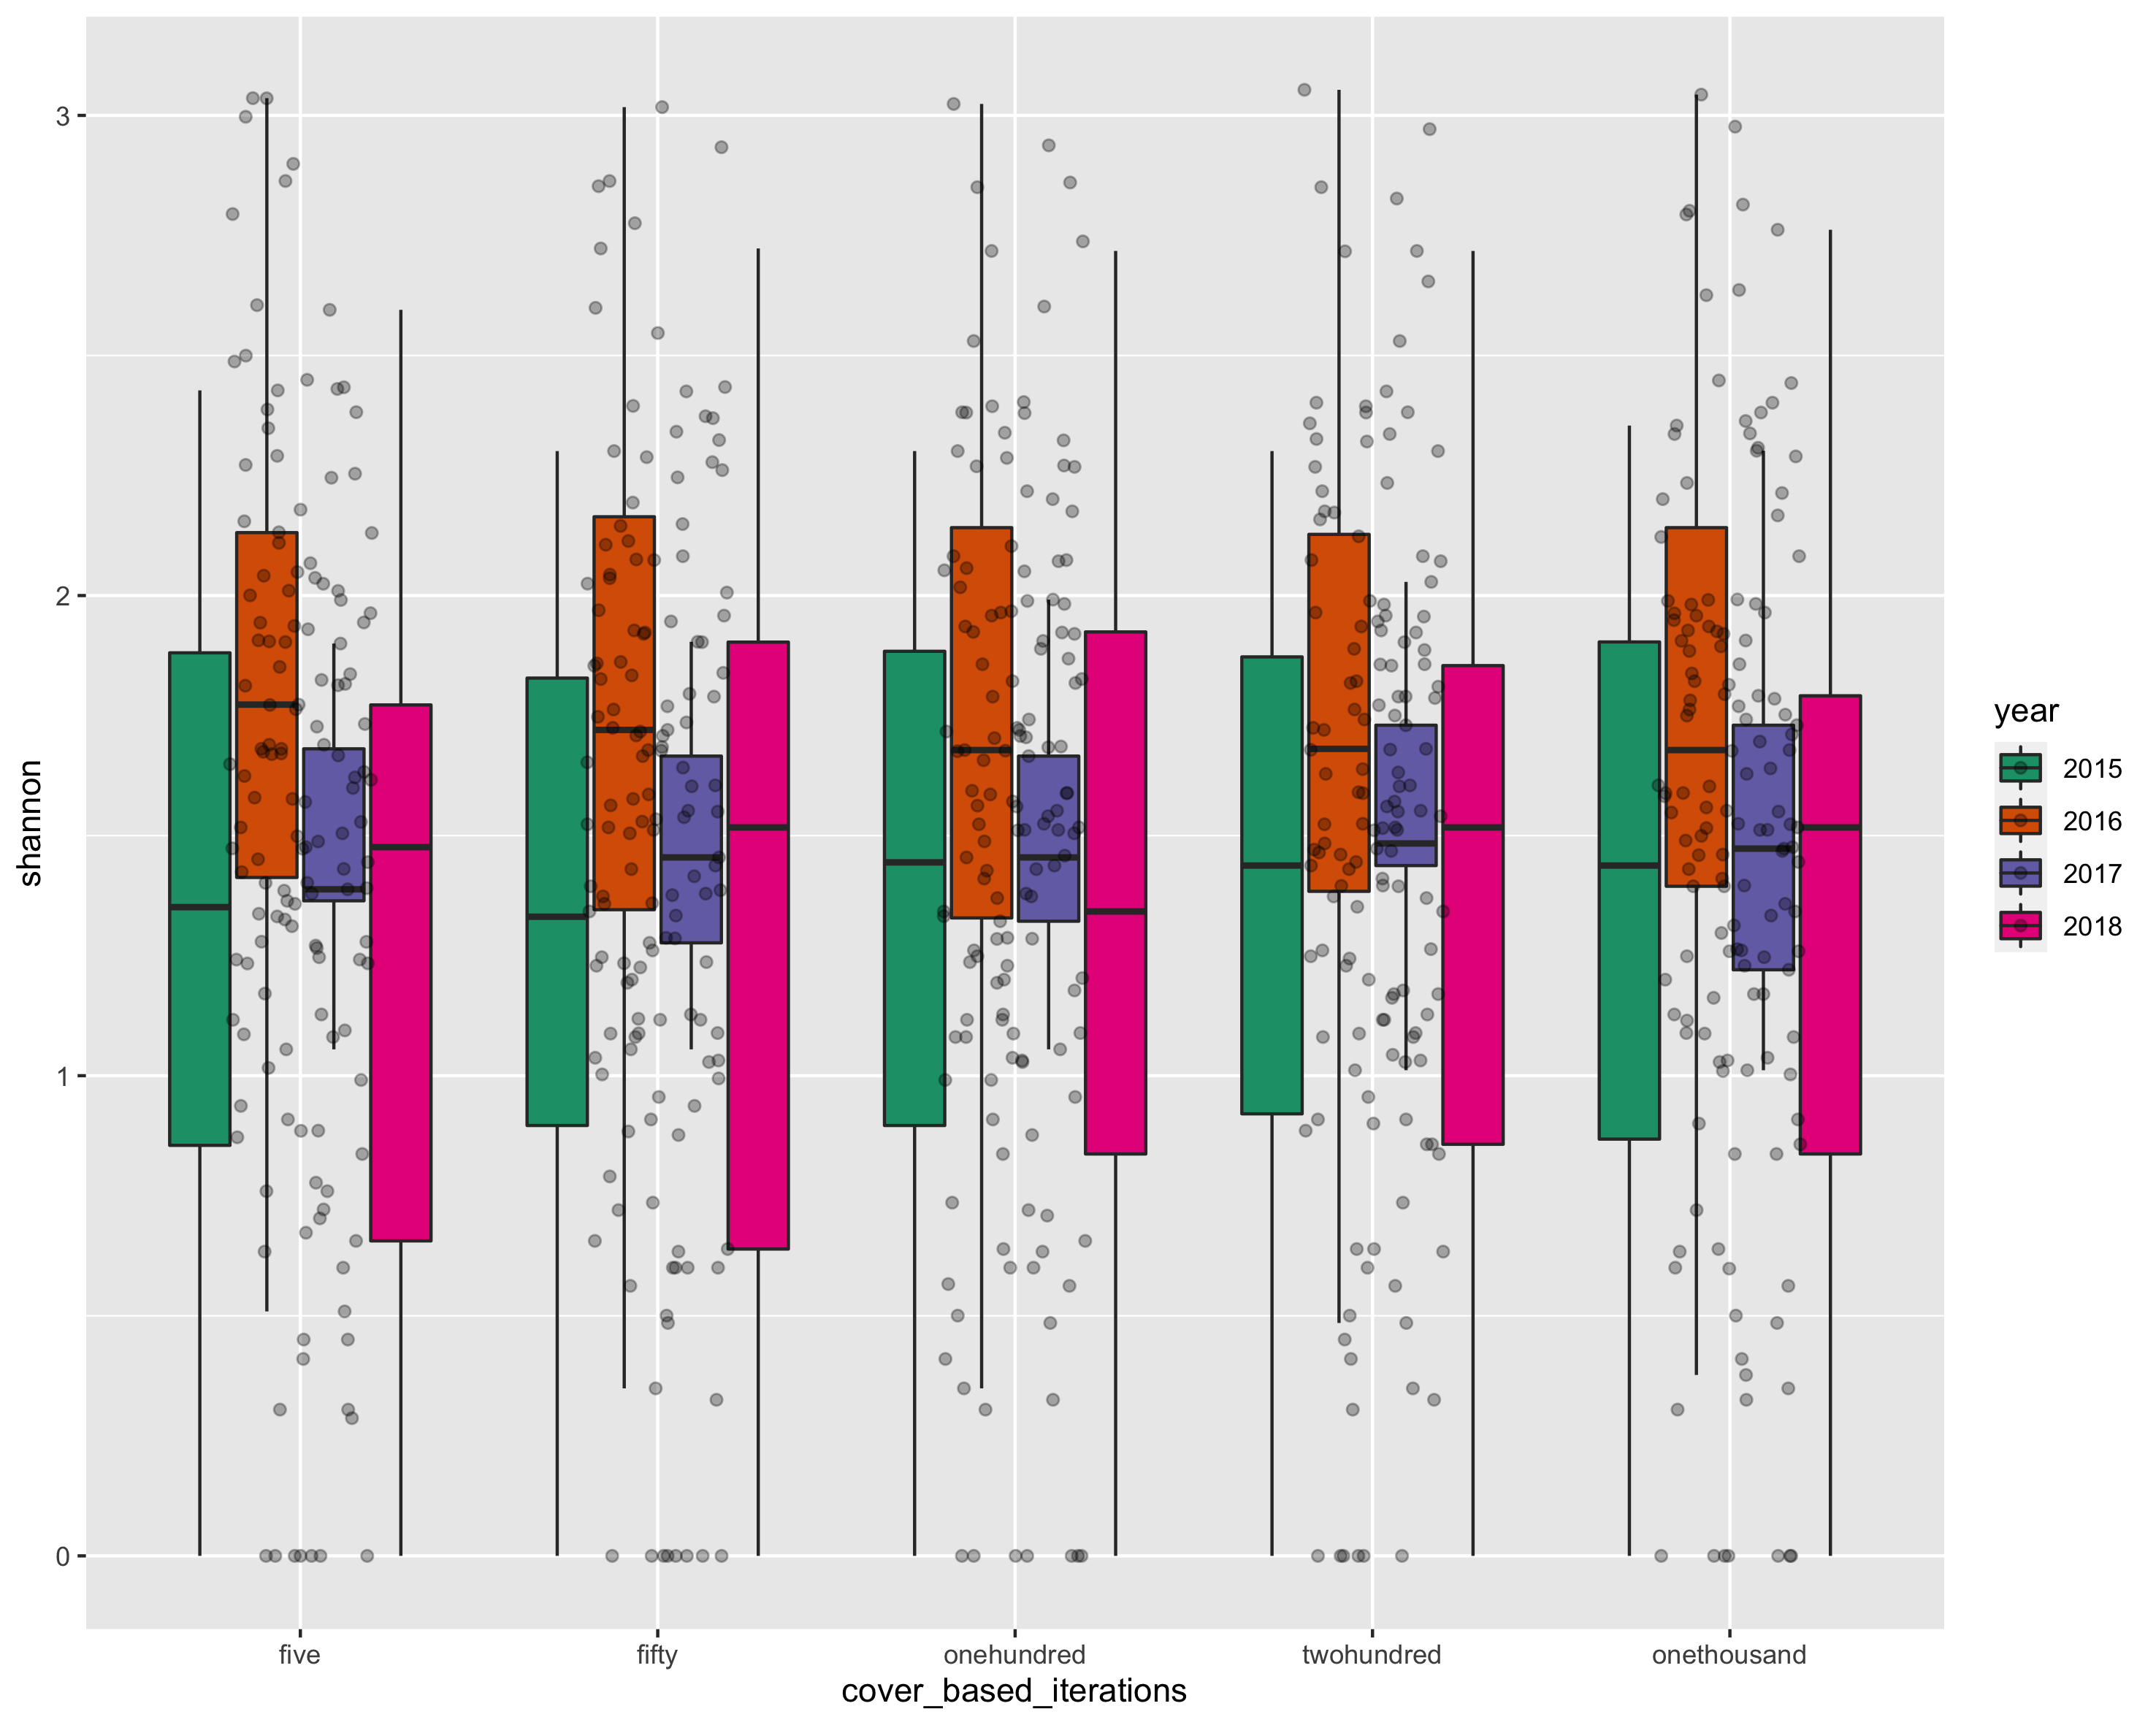 shannon
3
2
1
0
five fifty onehundred twohundred onethousand
cover_based_iterations
year
2015
2016
2017
2018